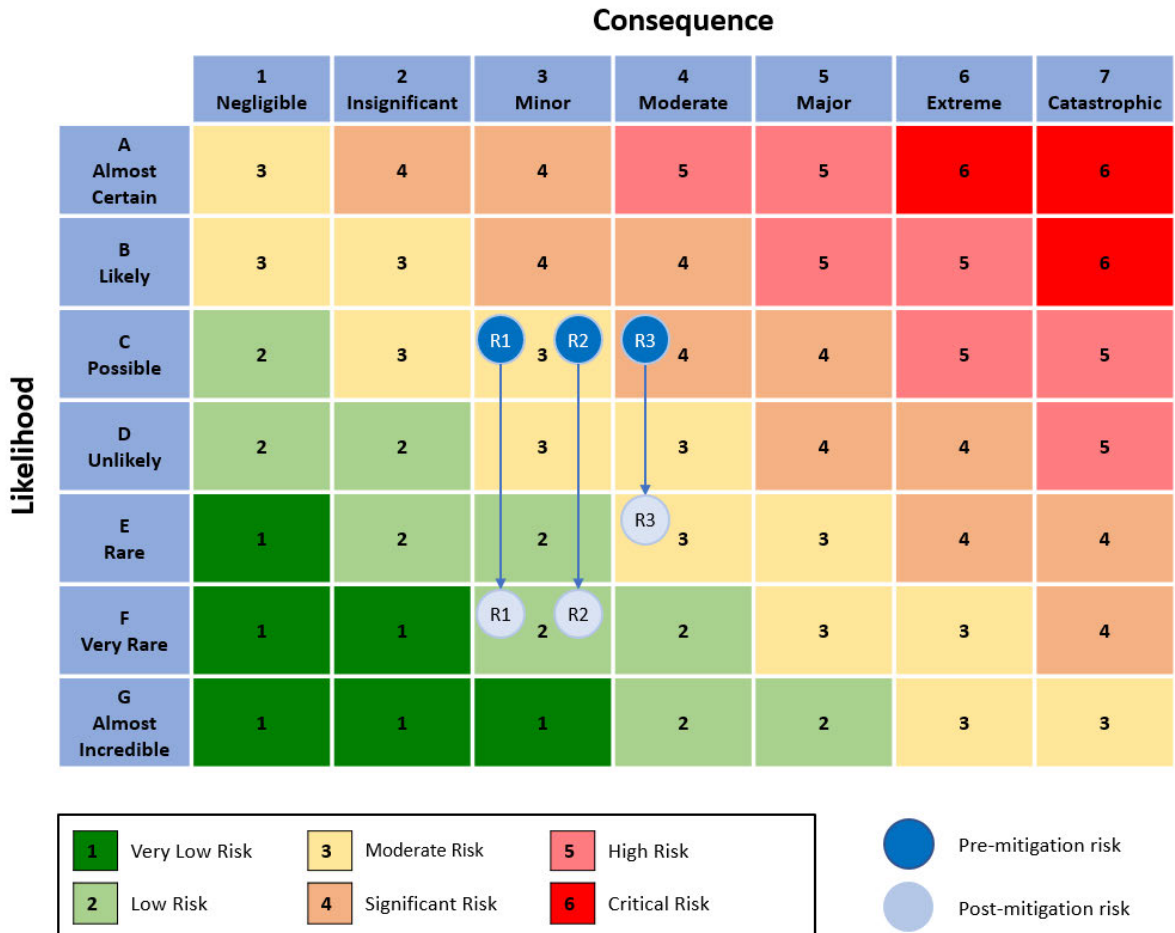 Consequence
1 2 3 4 5 6 7
Negligible Insignificant Minor Moderate Major Extreme Catastrophic
Likelihood
A
Almost
Certain
3 4 4 5 5 6 6
B
Likely
3 3 4 4 5 5 6
C
Possible
2 3 R1 3 R2 R3 4 4 5 5
D
Unlikely
2 2 3 3 4 4 5
E
Rare
1 2 2 R3 3 3 4 4
F
Very Rare
1 1 R1 2 R2 2 3 3 4
G
Almost
Incredible
1 1 1 2 2 3 3
1 Very Low Risk 3 Moderate Risk 5 High Risk
2 Low Risk 4 Significant Risk 6 Critical Risk
Pre-mitigation risk
Post-mitigation risk